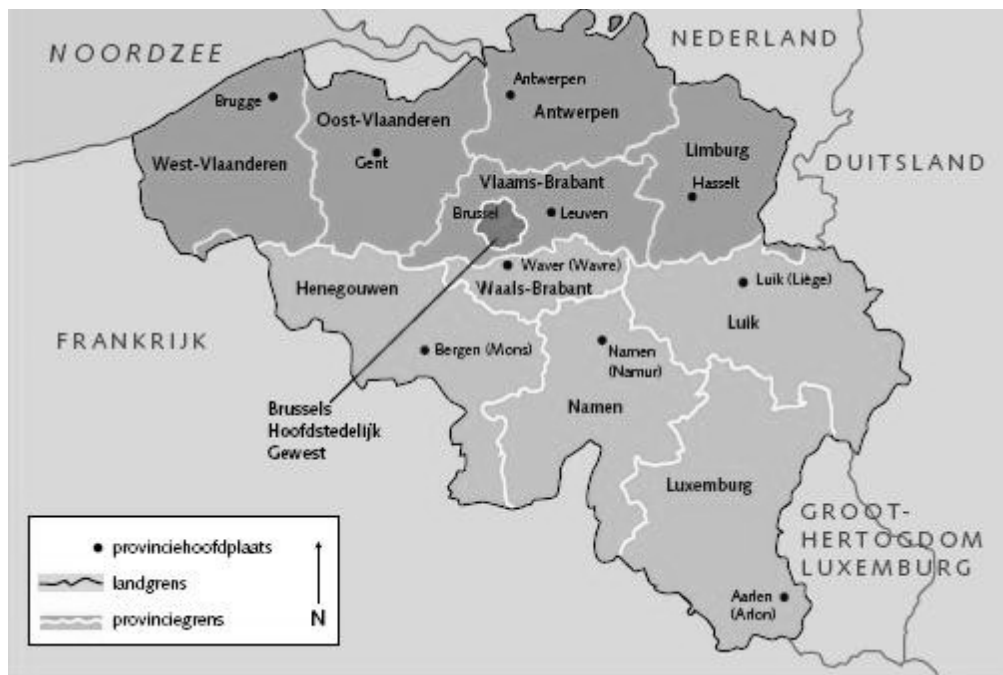 NOORDZEE
NEDERLAND
Antwerpen
Brugge
Oost-Vlaanderen
Antwerpen
West-Vlaanderen
Gent
Limburg
DUITSLAND
Vlaams-Brabant
Hasselt
Brussel
Leuven
Waver (Wavre)
Henegouwen
Waals-Brabant
Luik (Liège)
Luik
FRANKRIJK
Bergen (Mons)
Namen
(Namur)
Brussels
Hoofdstedelijk
Gewest
Namen
Luxemburg
GROOT-
HERTOGDOM
LUXEMBURG
provinciehoofdplaats
landgrens
provinciegrens
N
Aarlen
(Arlon)